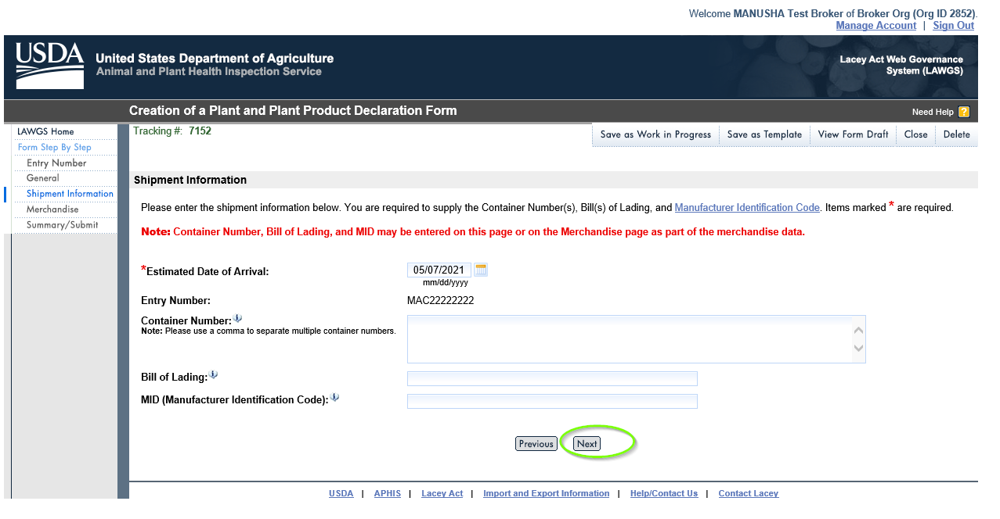 Welcome MANUSHA Test Broker of Broker Org (Org ID 2852).
Manage Account | Sign Out
USDA
United States Department of Agriculture
Animal and Plant Health Inspection Service
Lacey Act Web Governance
System (LAWGS)
Creation of a Plant and Plant Product Declaration Form
Need Help ?
LAWGS Home
Form Step By Step
Entry Number
General
Shipment Information
Merchandise
Summary/Submit
Tracking #: 7152
Save as Work in Progress
Save as Template
View Form Draft
Close
Delete
Shipment Information
Please enter the shipment information below. You are required to supply the Container Number(s), Bill(s) of Lading, and Manufacturer Identification Code. Items marked * are required.
Note: Container Number, Bill of Lading, and MID may be entered on this page or on the Merchandise page as part of the merchandise data.
*Estimated Date of Arrival: 05/07/2021
mm/dd/yyyy
Entry Number: MAC22222222
Container Number:
Note: Please use a comma to separate multiple container numbers.
Bill of Lading:
MID (Manufacturer Identification Code):
Previous Next
USDA | APHIS | Lacey Act | Import and Export Information | Help/Contact Us | Contact Lacey